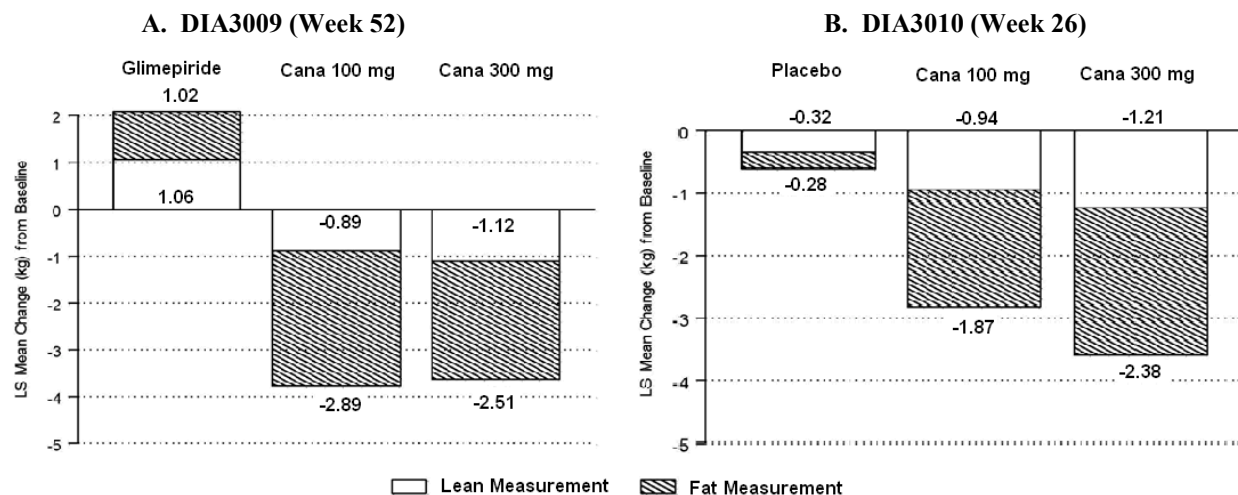 A. DIA3009 (Week 52)
Glimepiride Cana 100 mg Cana 300 mg
1.02
1.06
-0.89 -1.12
-2.89 -2.51
2
1
0
-1
-2
-3
-4
-5
LS Mean Change (kg) from Baseline
B. DIA3010 (Week 26)
Placebo Cana 100 mg Cana 300 mg
-0.32 -0.94 -1.21
-0.28
-1.87
-2.38
0
-1
-2
-3
-4
-5
LS Mean Change (kg) from Baseline
Lean Measurement Fat Measurement